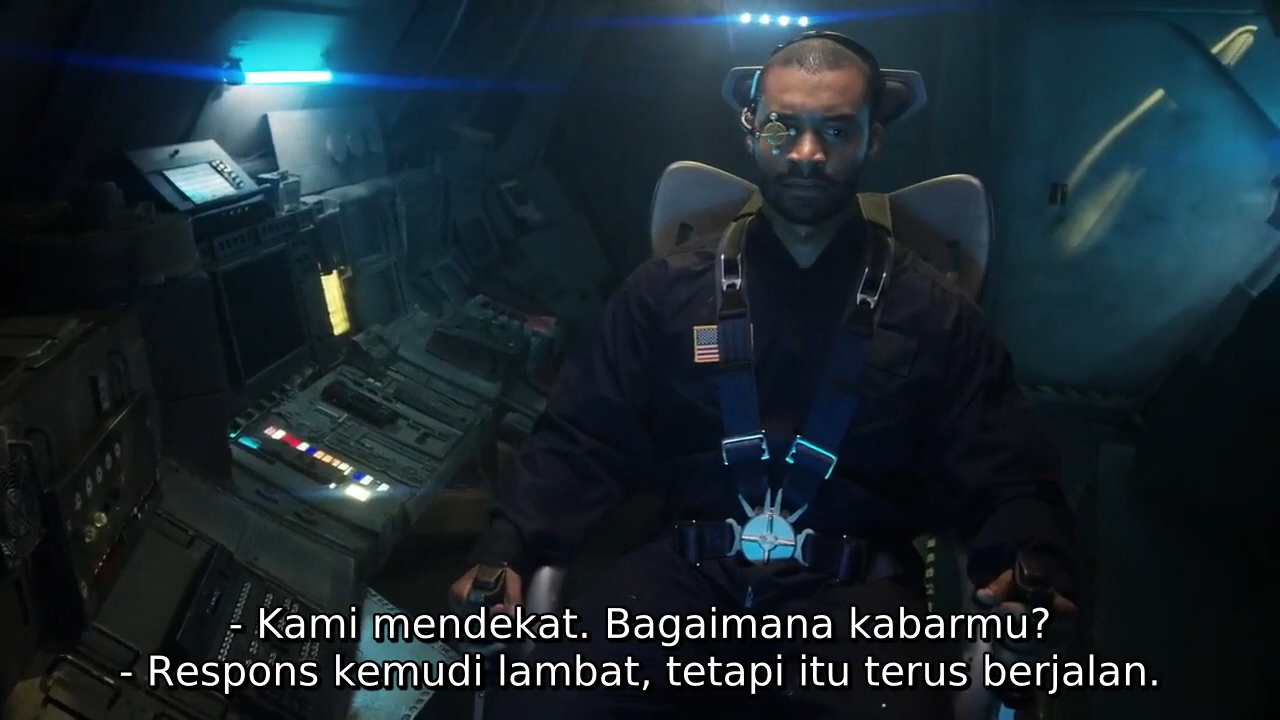 - Kami mendekat. Bagaimana kabarmu?
- Respons kemudi lambat, tetapi itu terus berjalan.